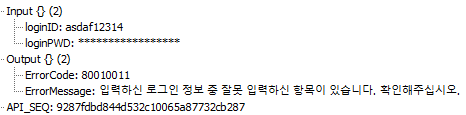 Input {} (2)
loginID: asdaf12314
loginPWD: *****************
Output {} (2)
ErrorCode: 80010011
ErrorMessage: 입력하신 로그인 정보 중 잘못 입력하신 항목이 있습니다. 확인해주십시오.
API_SEQ: 9287fdbd844d532c10065a87732cb287